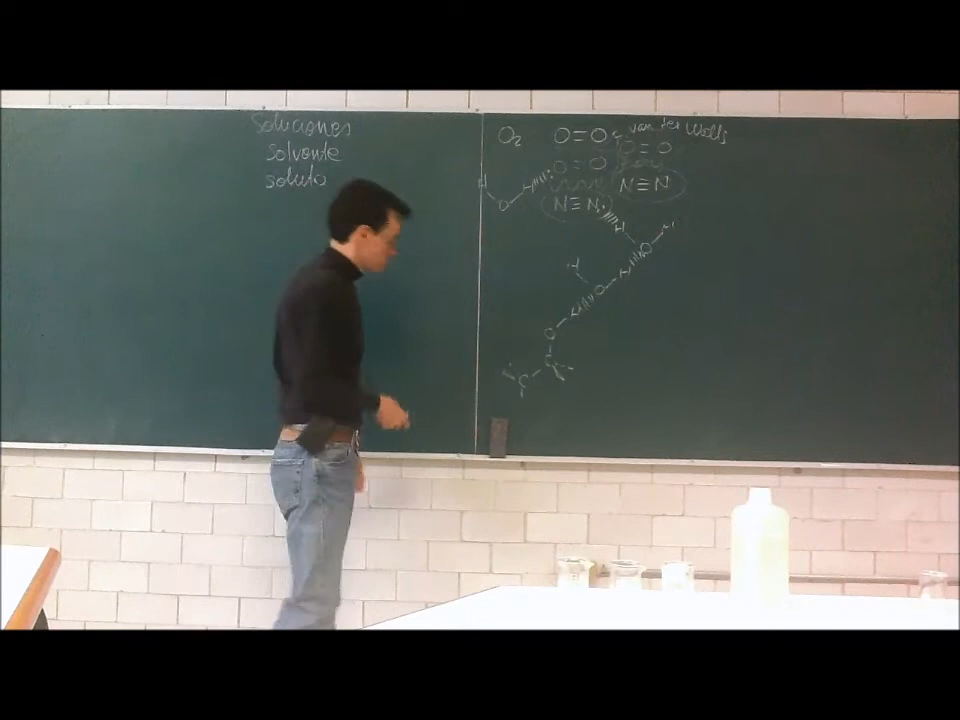 Soluciones
Solvente
soluto
O₂ O=O van der Walls
O=O
O=O
N≡N
N≡N
H
O
H
H
O
H
O
O
C
C